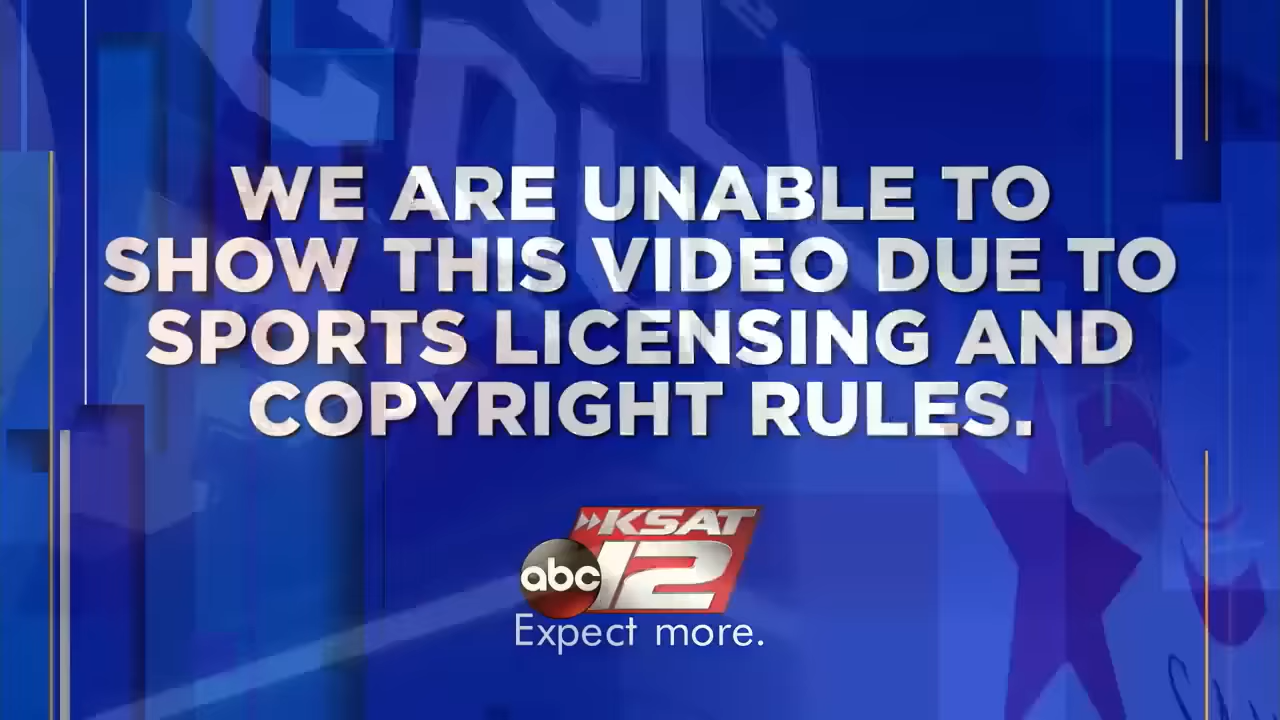 WE ARE UNABLE TO
SHOW THIS VIDEO DUE TO
SPORTS LICENSING AND
COPYRIGHT RULES.
KSAT
abc 12
Expect more.